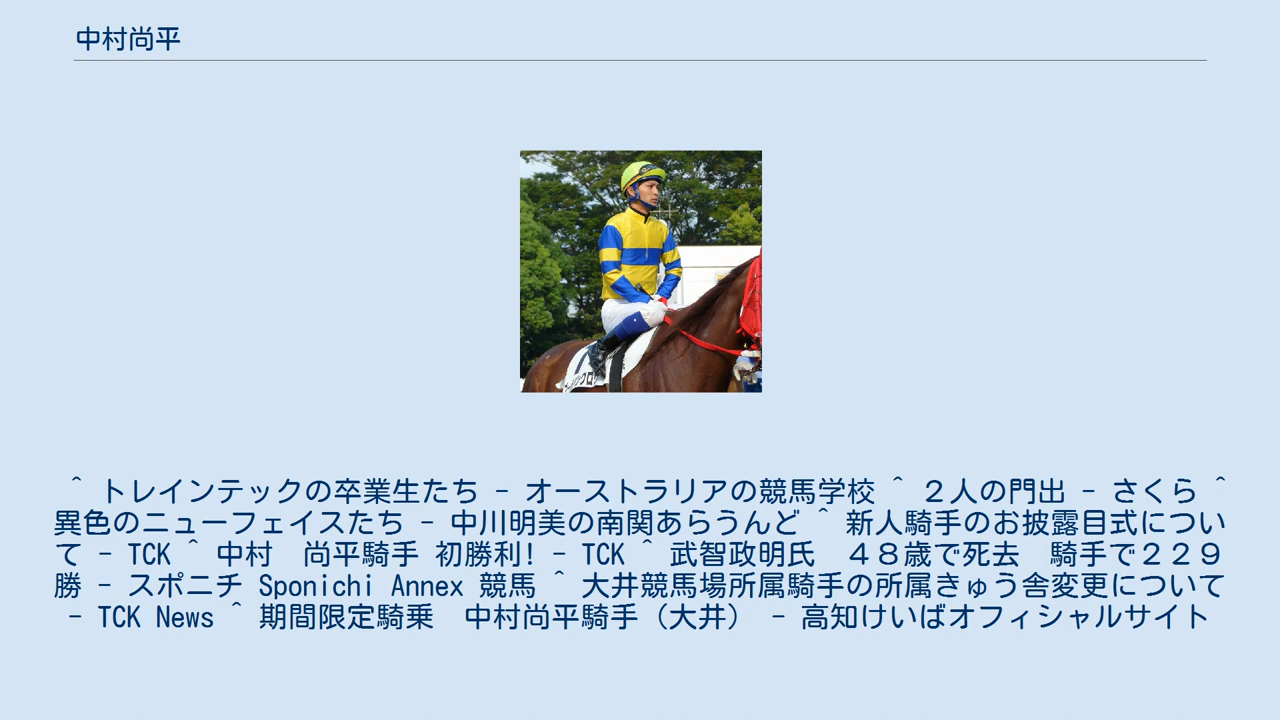 中村尚平
^ トレインテックの卒業生たち - オーストラリアの競馬学校 ^ ２人の門出 - さくら ^
異色のニューフェイスたち - 中川明美の南関あらうんど ^ 新人騎手のお披露目式につい
て - TCK ^ 中村　尚平騎手 初勝利! - TCK ^ 武智政明氏　４８歳で死去　騎手で２２９
勝 - スポニチ Sponichi Annex 競馬 ^ 大井競馬場所属騎手の所属きゅう舎変更について
- TCK News ^ 期間限定騎乗　中村尚平騎手（大井） - 高知けいばオフィシャルサイト